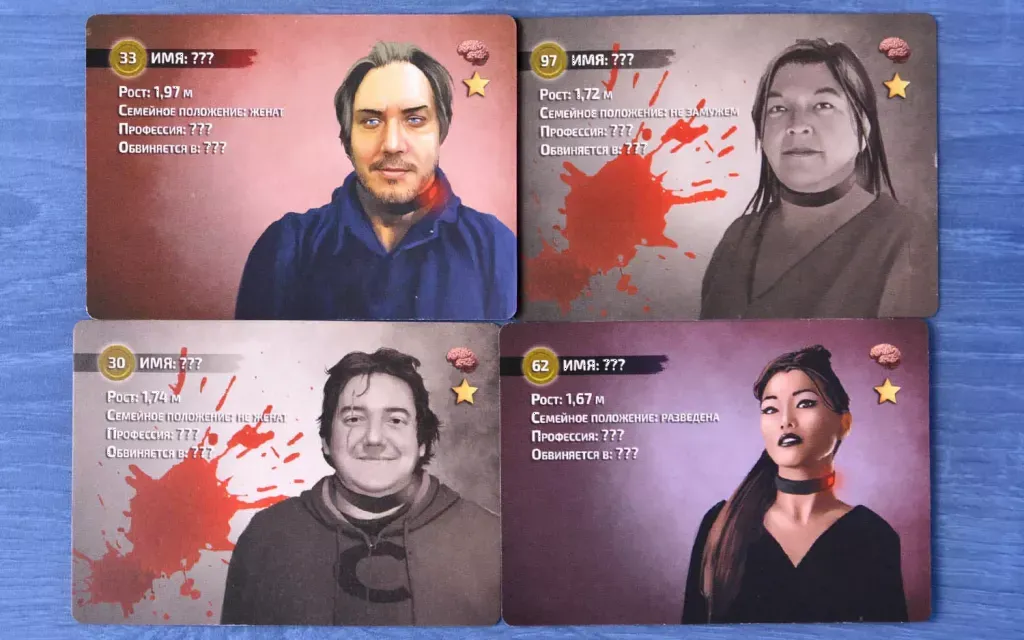 33 ИМЯ: ???
Рост: 1,97 м
Семейное положение: женат
Профессия: ???
Обвиняется в: ???
97 ИМЯ: ???
Рост: 1,72 м
Семейное положение: не замужем
Профессия: ???
Обвиняется в: ???
30 ИМЯ: ???
Рост: 1,74 м
Семейное положение: не женат
Профессия: ???
Обвиняется в: ???
C
62 ИМЯ: ???
Рост: 1,67 м
Семейное положение: разведена
Профессия: ???
Обвиняется в: ???